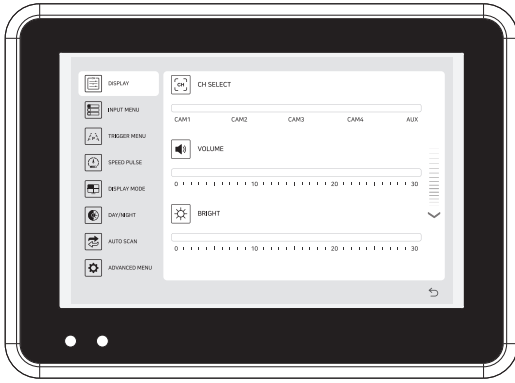 DISPLAY
INPUT MENU
TRIGGER MENU
SPEED PULSE
DISPLAY MODE
DAY/NIGHT
AUTO SCAN
ADVANCED MENU
CH
CH SELECT
CAM1 CAM2 CAM3 CAM4 AUX
VOLUME
0 10 20 30
BRIGHT
0 10 20 30